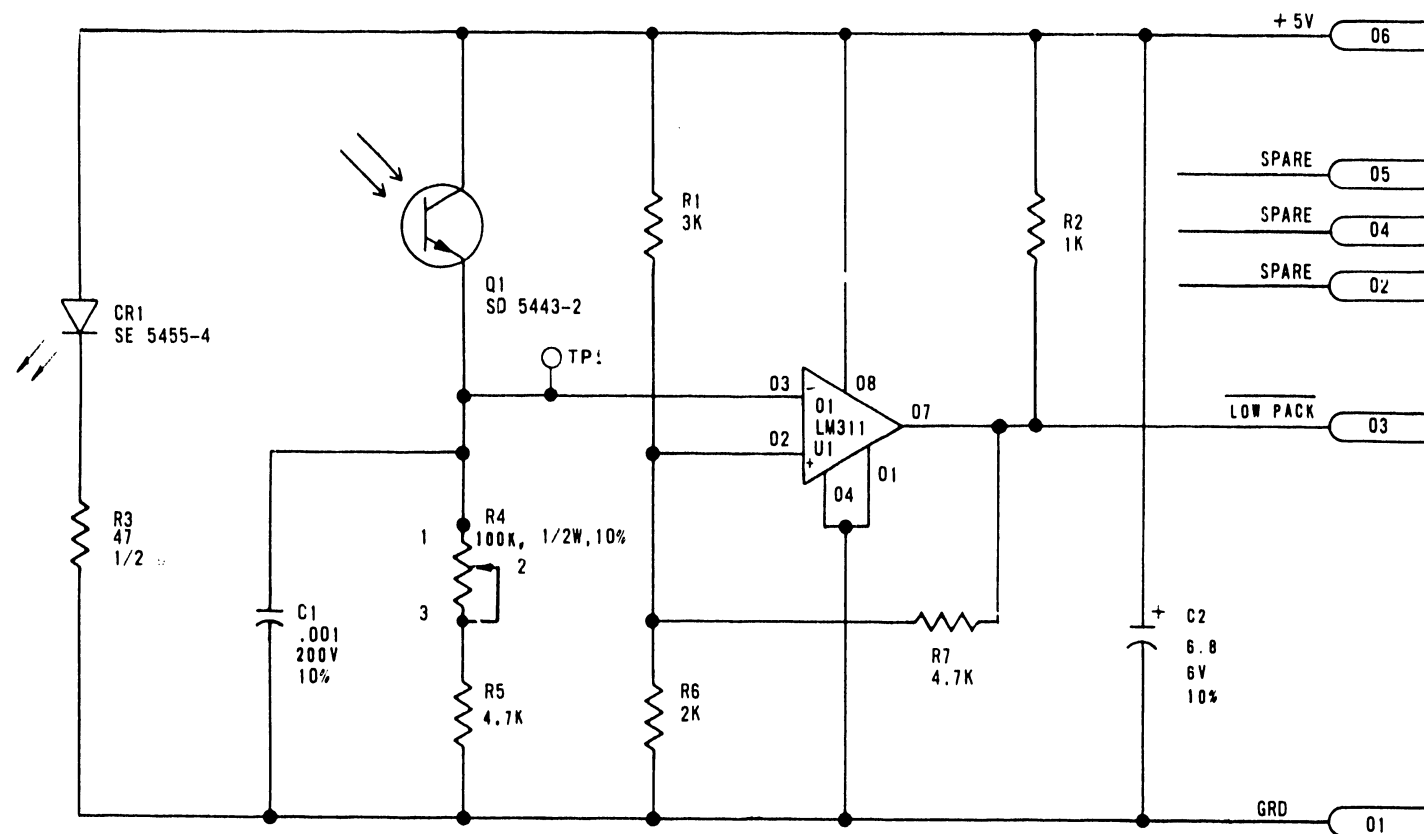 +5V
06
SPARE
05
SPARE
04
SPARE
02
R1
3K
R2
1K
Q1
SD 5443-2
CR1
SE 5455-4
03
-
08
01
LM311
U1
+
02
07
01
04
LOW PACK
03
R3
47
1/2
R4
100K, 1/2W,10%
1
2
3
C1
.001
200V
10%
R5
4.7K
R6
2K
R7
4.7K
+
C2
6.8
6V
10%
GRD
01